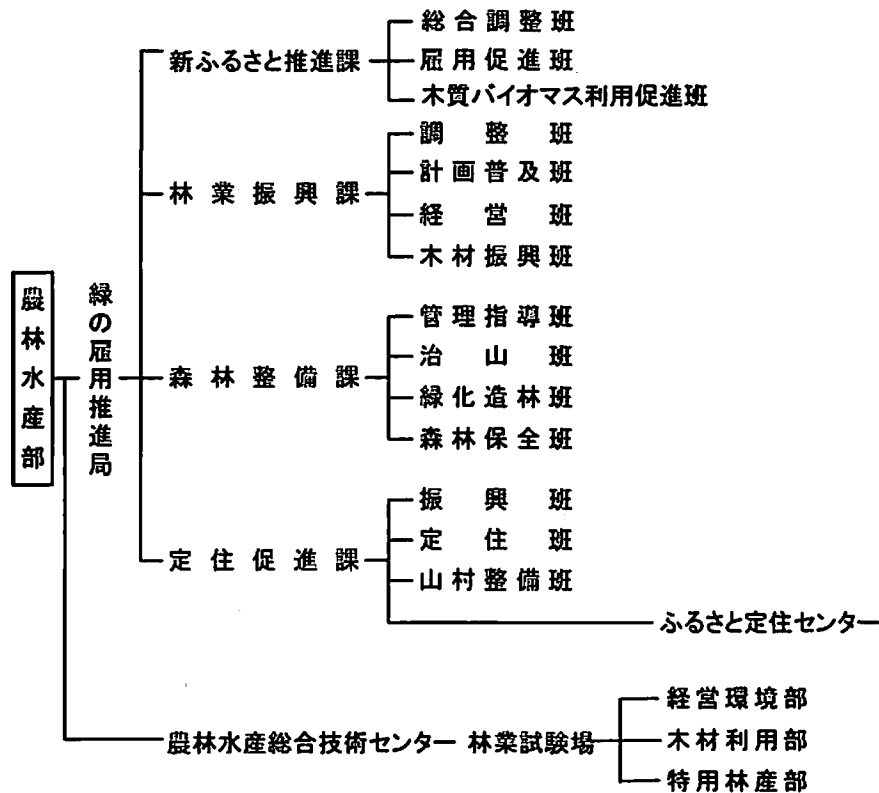 農林水産部
緑の雇用推進局
新ふるさと推進課
総合調整班
雇用促進班
木質バイオマス利用促進班
林業振興課
調整班
計画普及班
経営班
木材振興班
森林整備課
管理指導班
治山班
緑化造林班
森林保全班
定住促進課
振興班
定住班
山村整備班
ふるさと定住センター
農林水産総合技術センター 林業試験場
経営環境部
木材利用部
特用林産部